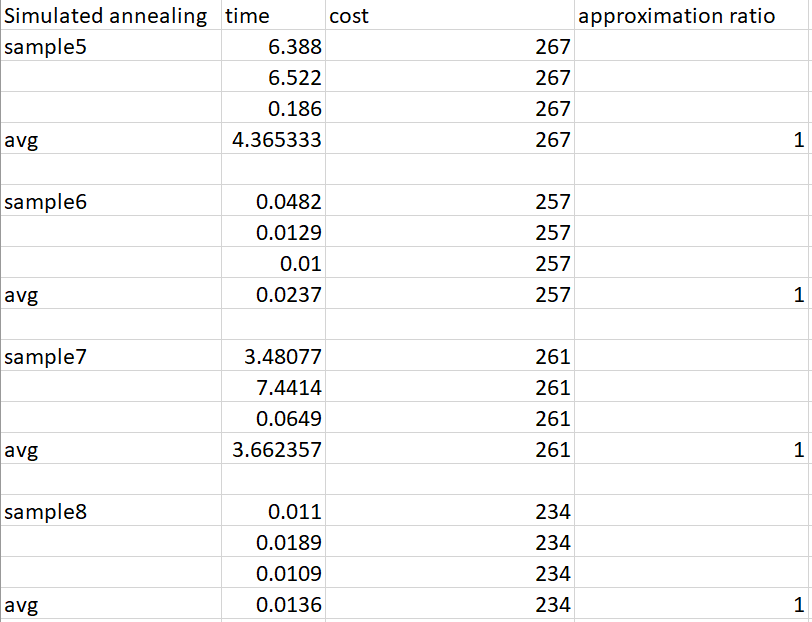 Simulated annealing time cost approximation ratio
sample5 6.388 267
6.522 267
0.186 267
avg 4.365333 267 1
sample6 0.0482 257
0.0129 257
0.01 257
avg 0.0237 257 1
sample7 3.48077 261
7.4414 261
0.0649 261
avg 3.662357 261 1
sample8 0.011 234
0.0189 234
0.0109 234
avg 0.0136 234 1